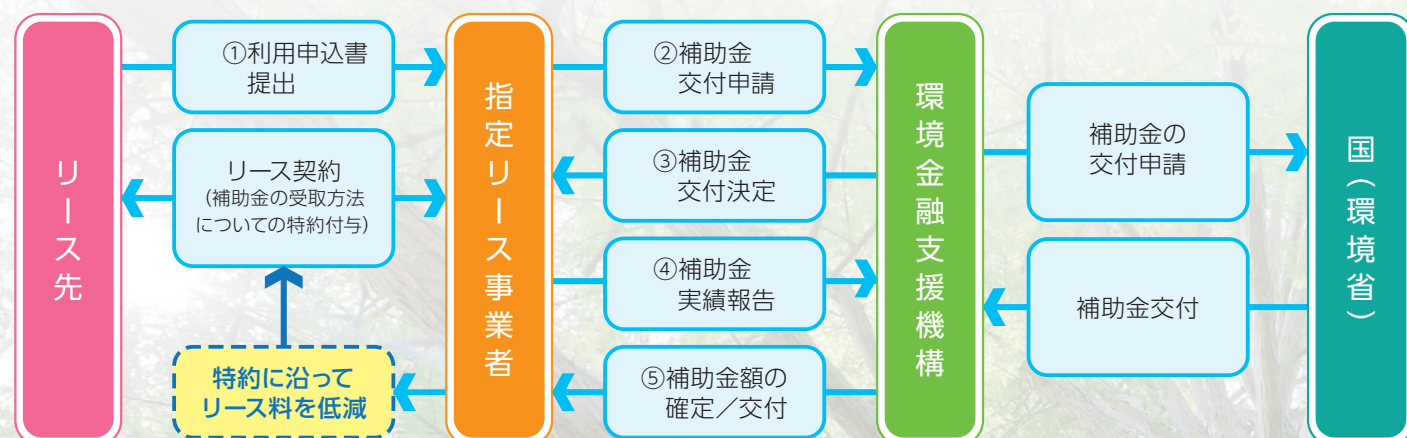 リース先
①利用申込書
提出
リース契約
(補助金の受取方法
についての特約付与)
特約に沿って
リース料を低減
指定リース事業者
②補助金
交付申請
③補助金
交付決定
④補助金
実績報告
⑤補助金額の
確定／交付
環境金融支援機構
補助金の
交付申請
補助金交付
国(環境省)